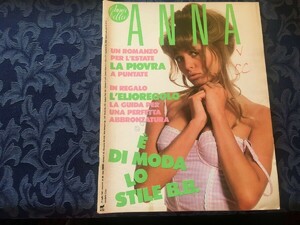 ANNA
UN ROMANZO
PER L'ESTATE
LA PIOVRA
A PUNTATE
IN REGALO
L'ELIOREGOLO
LA GUIDA PER
UNA PERFETTA
ABBRONZATURA
È
DI MODA
LO
STILE B.B.